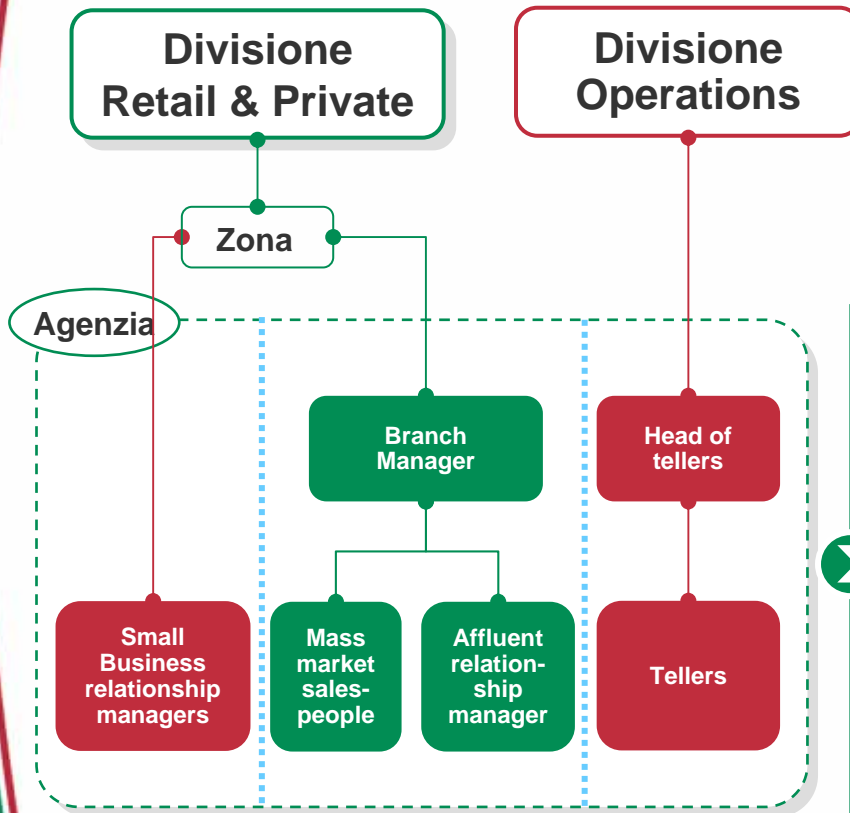 Divisione
Retail & Private
Divisione
Operations
Zona
Agenzia
Branch
Manager
Head of
tellers
Small
Business
relationship
managers
Mass
market
sales-
people
Affluent
relation-
ship
manager
Tellers